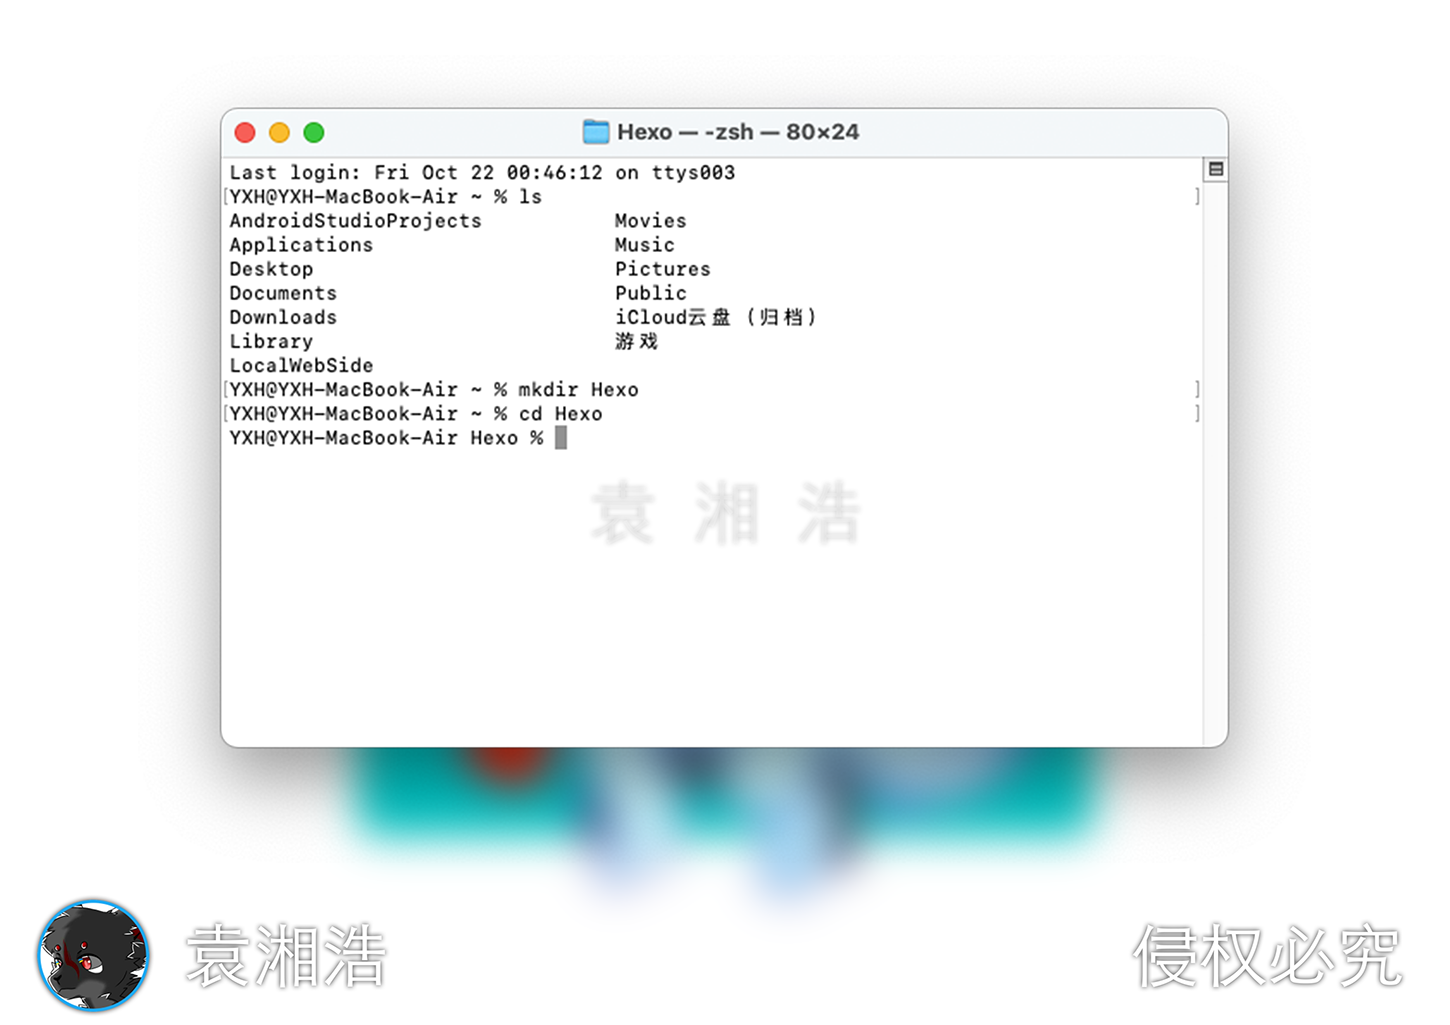 Hexo — -zsh — 80×24
Last login: Fri Oct 22 00:46:12 on ttys003
[YXH@YXH-MacBook-Air ~ % ls ]
AndroidStudioProjects Movies
Applications Music
Desktop Pictures
Documents Public
Downloads iCloud云盘（归档）
Library 游戏
LocalWebSide
[YXH@YXH-MacBook-Air ~ % mkdir Hexo ]
[YXH@YXH-MacBook-Air ~ % cd Hexo ]
YXH@YXH-MacBook-Air Hexo %
袁湘浩
袁湘浩 侵权必究